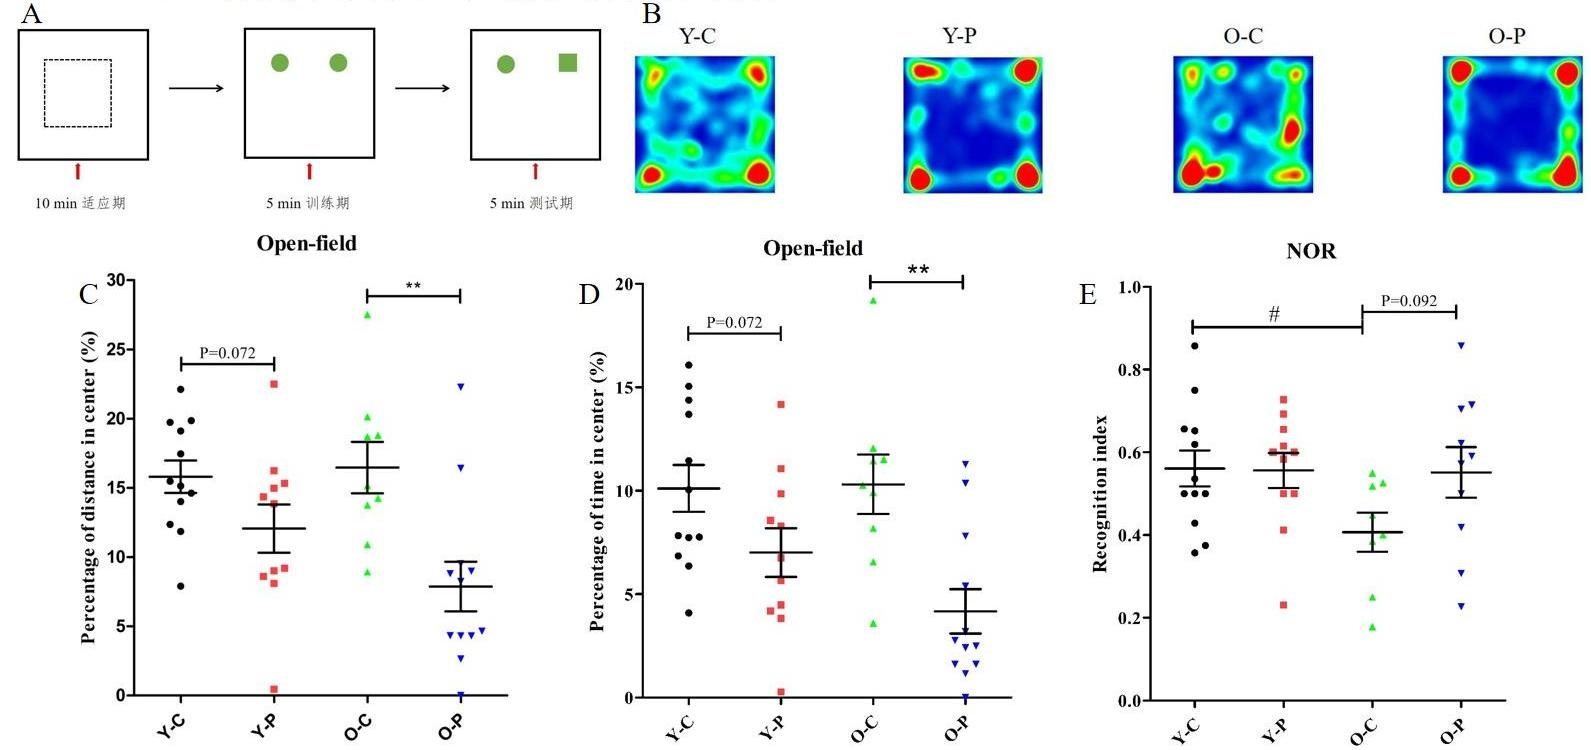 A
B
Y-C
Y-P
O-C
O-P
10 min 适应期
5 min 训练期
5 min 测试期
Open-field
C
Percentage of distance in center (%)
30
25
20
15
10
5
0
P=0.072
**
Y-C
Y-P
O-C
O-P
Open-field
D
Percentage of time in center (%)
20
15
10
5
0
P=0.072
**
Y-C
Y-P
O-C
O-P
NOR
E
Recognition index
1.0
0.8
0.6
0.4
0.2
0.0
#
P=0.092
Y-C
Y-P
O-C
O-P